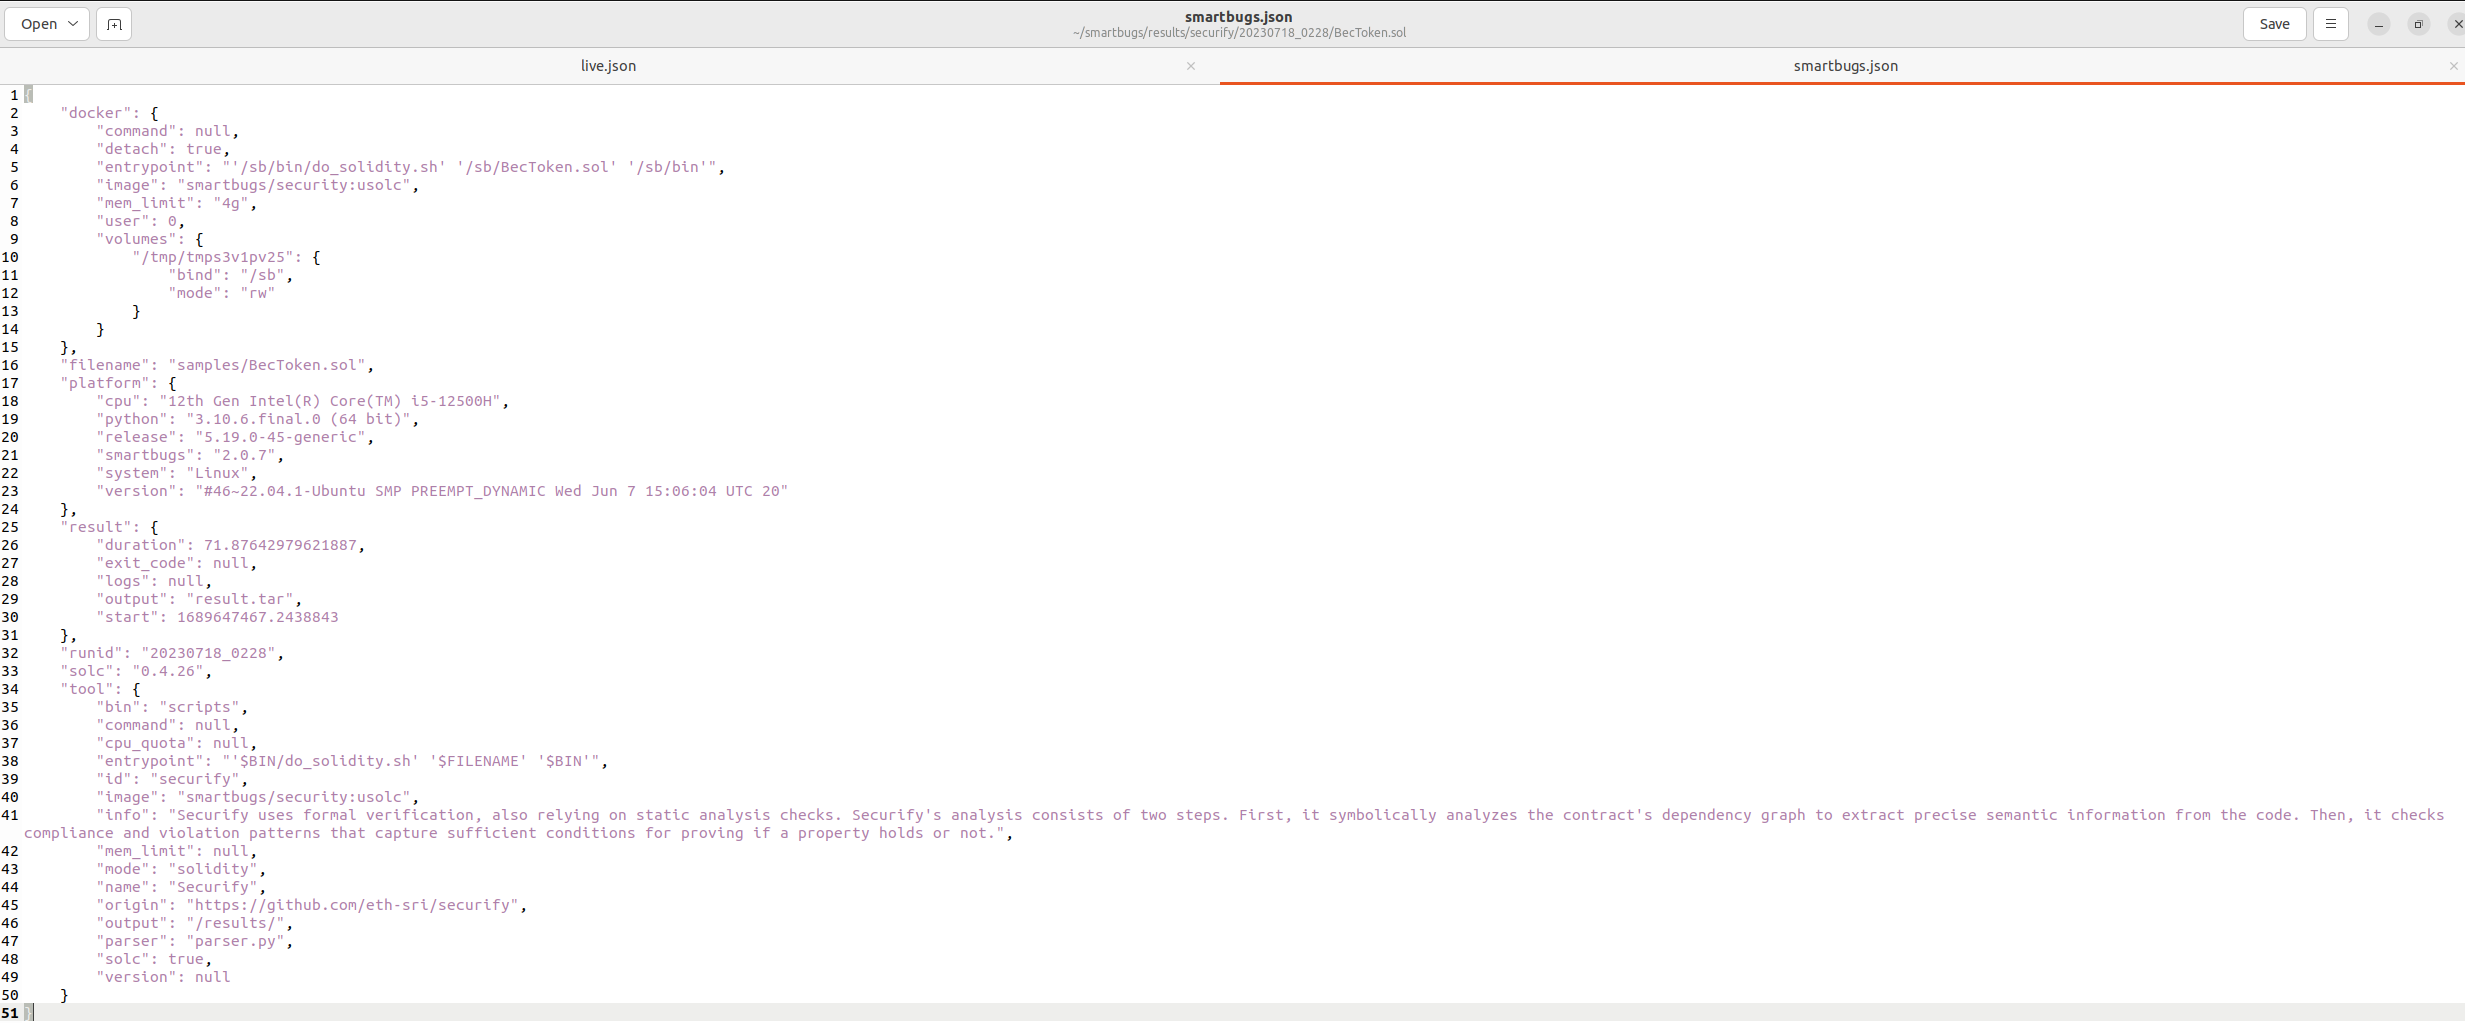 Open
smartbugs.json
~/smartbugs/results/securify/20230718_0228/BecToken.sol
Save
live.json
smartbugs.json
1 {
2     "docker": {
3         "command": null,
4         "detach": true,
5         "entrypoint": "'/sb/bin/do_solidity.sh' '/sb/BecToken.sol' '/sb/bin'",
6         "image": "smartbugs/security:usolc",
7         "mem_limit": "4g",
8         "user": 0,
9         "volumes": {
10             "/tmp/tmps3v1pv25": {
11                 "bind": "/sb",
12                 "mode": "rw"
13             }
14         }
15     },
16     "filename": "samples/BecToken.sol",
17     "platform": {
18         "cpu": "12th Gen Intel(R) Core(TM) i5-12500H",
19         "python": "3.10.6.final.0 (64 bit)",
20         "release": "5.19.0-45-generic",
21         "smartbugs": "2.0.7",
22         "system": "Linux",
23         "version": "#46~22.04.1-Ubuntu SMP PREEMPT_DYNAMIC Wed Jun 7 15:06:04 UTC 20"
24     },
25     "result": {
26         "duration": 71.87642979621887,
27         "exit_code": null,
28         "logs": null,
29         "output": "result.tar",
30         "start": 1689647467.2438843
31     },
32     "runid": "20230718_0228",
33     "solc": "0.4.26",
34     "tool": {
35         "bin": "scripts",
36         "command": null,
37         "cpu_quota": null,
38         "entrypoint": "'$BIN/do_solidity.sh' '$FILENAME' '$BIN'",
39         "id": "securify",
40         "image": "smartbugs/security:usolc",
41         "info": "Securify uses formal verification, also relying on static analysis checks. Securify's analysis consists of two steps. First, it symbolically analyzes the contract's dependency graph to extract precise semantic information from the code. Then, it checks
compliance and violation patterns that capture sufficient conditions for proving if a property holds or not.",
42         "mem_limit": null,
43         "mode": "solidity",
44         "name": "Securify",
45         "origin": "https://github.com/eth-sri/securify",
46         "output": "/results/",
47         "parser": "parser.py",
48         "solc": true,
49         "version": null
50     }
51 }